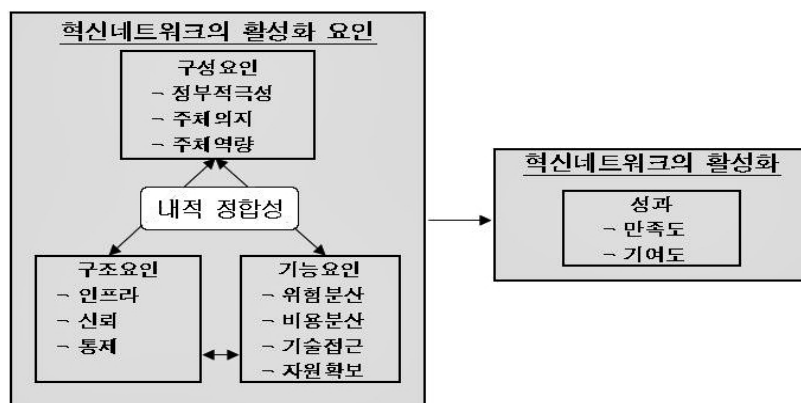 혁신네트워크의 활성화 요인
구성요인
¬ 정부적극성
¬ 주체의지
¬ 주체역량
내적 정합성
구조요인
¬ 인프라
¬ 신뢰
¬ 통제
기능요인
¬ 위험분산
¬ 비용분산
¬ 기술접근
¬ 자원확보
혁신네트워크의 활성화
성과
¬ 만족도
¬ 기여도